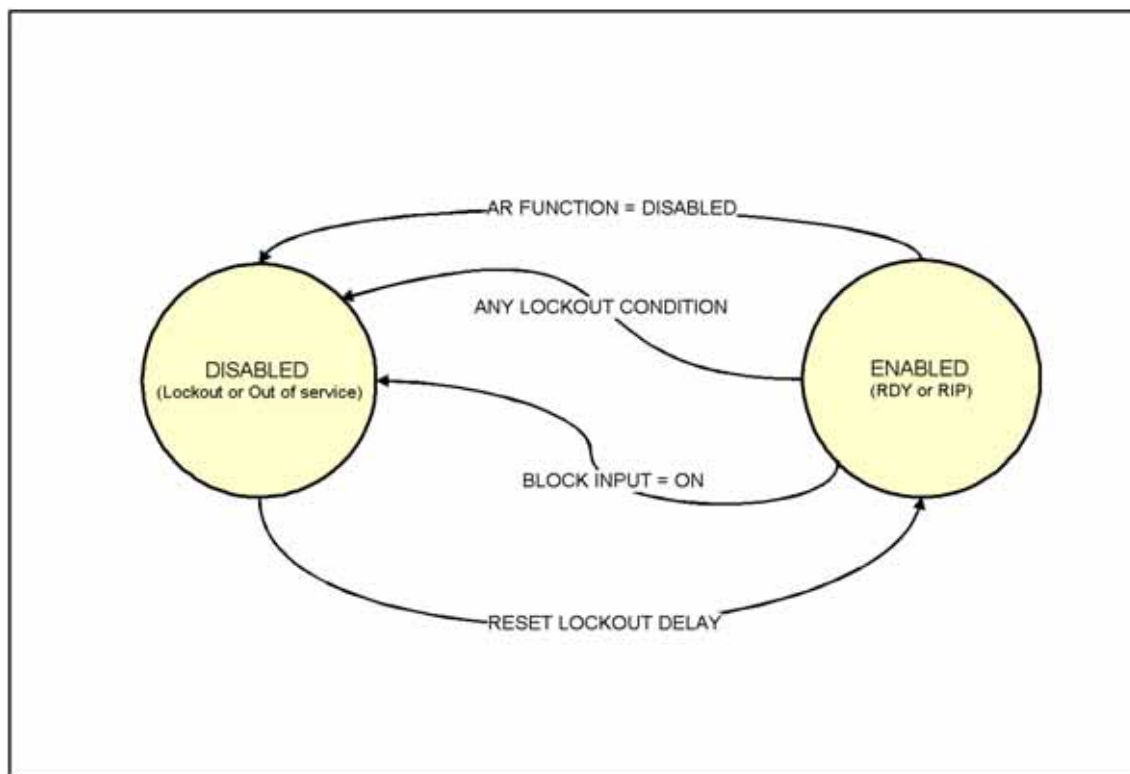 AR FUNCTION = DISABLED
ANY LOCKOUT CONDITION
DISABLED
(Lockout or Out of service)
ENABLED
(RDY or RIP)
BLOCK INPUT = ON
RESET LOCKOUT DELAY